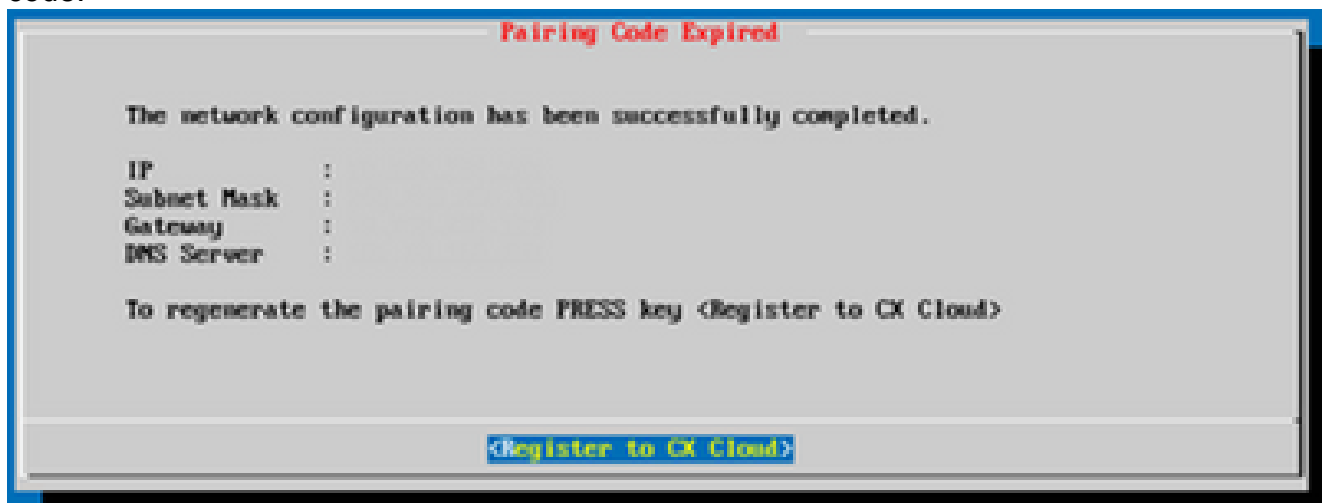 code.
Pairing Code Expired
The network configuration has been successfully completed.
IP :
Subnet Mask :
Gateway :
DNS Server :
To regenerate the pairing code PRESS key <Register to CX Cloud>
<Register to CX Cloud>